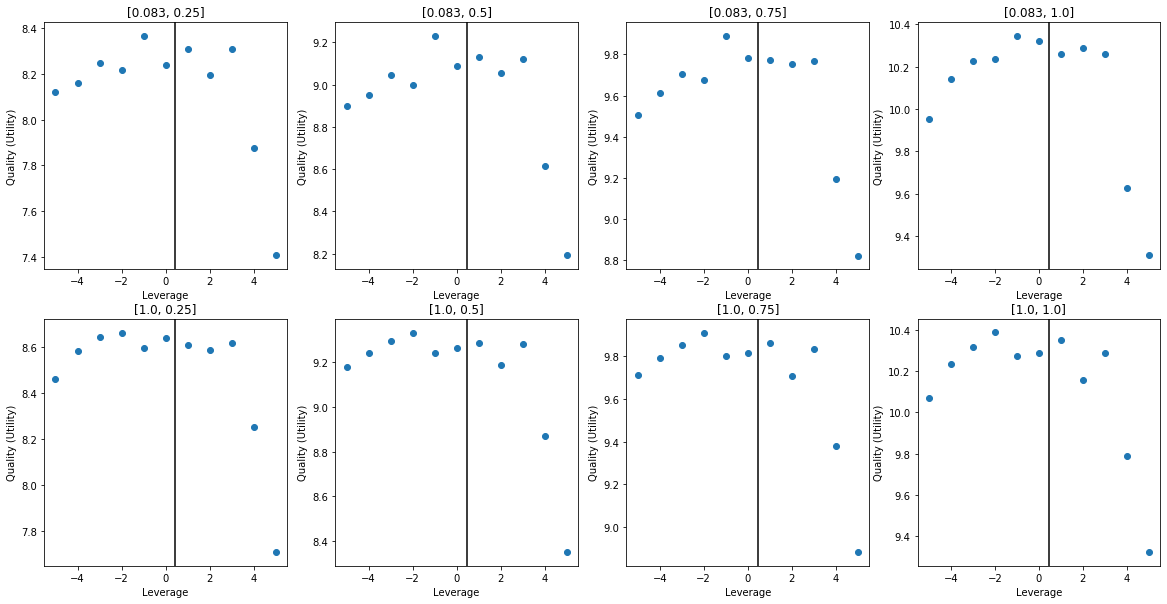 [0.083, 0.25]
8.4
8.2
8.0
7.8
7.6
7.4
Quality (Utility)
−4 −2 0 2 4
Leverage
[0.083, 0.5]
9.2
9.0
8.8
8.6
8.4
8.2
Quality (Utility)
−4 −2 0 2 4
Leverage
[0.083, 0.75]
9.8
9.6
9.4
9.2
9.0
8.8
Quality (Utility)
−4 −2 0 2 4
Leverage
[0.083, 1.0]
10.4
10.2
10.0
9.8
9.6
9.4
Quality (Utility)
−4 −2 0 2 4
Leverage
[1.0, 0.25]
8.6
8.4
8.2
8.0
7.8
Quality (Utility)
−4 −2 0 2 4
Leverage
[1.0, 0.5]
9.2
9.0
8.8
8.6
8.4
Quality (Utility)
−4 −2 0 2 4
Leverage
[1.0, 0.75]
9.8
9.6
9.4
9.2
9.0
Quality (Utility)
−4 −2 0 2 4
Leverage
[1.0, 1.0]
10.4
10.2
10.0
9.8
9.6
9.4
Quality (Utility)
−4 −2 0 2 4
Leverage